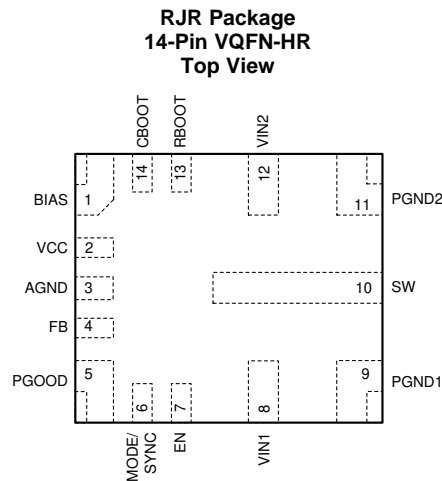 RJR Package
14-Pin VQFN-HR
Top View
CBOOT
RBOOT
VIN2
14
13
12
BIAS
1
11
PGND2
VCC
2
AGND
3
10
SW
FB
4
PGOOD
5
9
PGND1
6
7
8
MODE/
SYNC
EN
VIN1